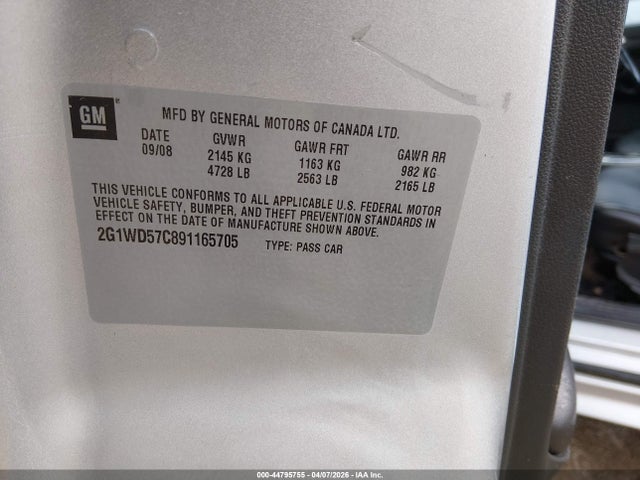 GM
MFD BY GENERAL MOTORS OF CANADA LTD.
DATE GVWR GAWR FRT GAWR RR
09/08 2145 KG 1163 KG 982 KG
4728 LB 2563 LB 2165 LB
THIS VEHICLE CONFORMS TO ALL APPLICABLE U.S. FEDERAL MOTOR
VEHICLE SAFETY, BUMPER, AND THEFT PREVENTION STANDARDS IN
EFFECT ON THE DATE OF MANUFACTURE SHOWN ABOVE.
2G1WD57C891165705 TYPE: PASS CAR
000-44795755 - 04/07/2026 - IAA Inc.